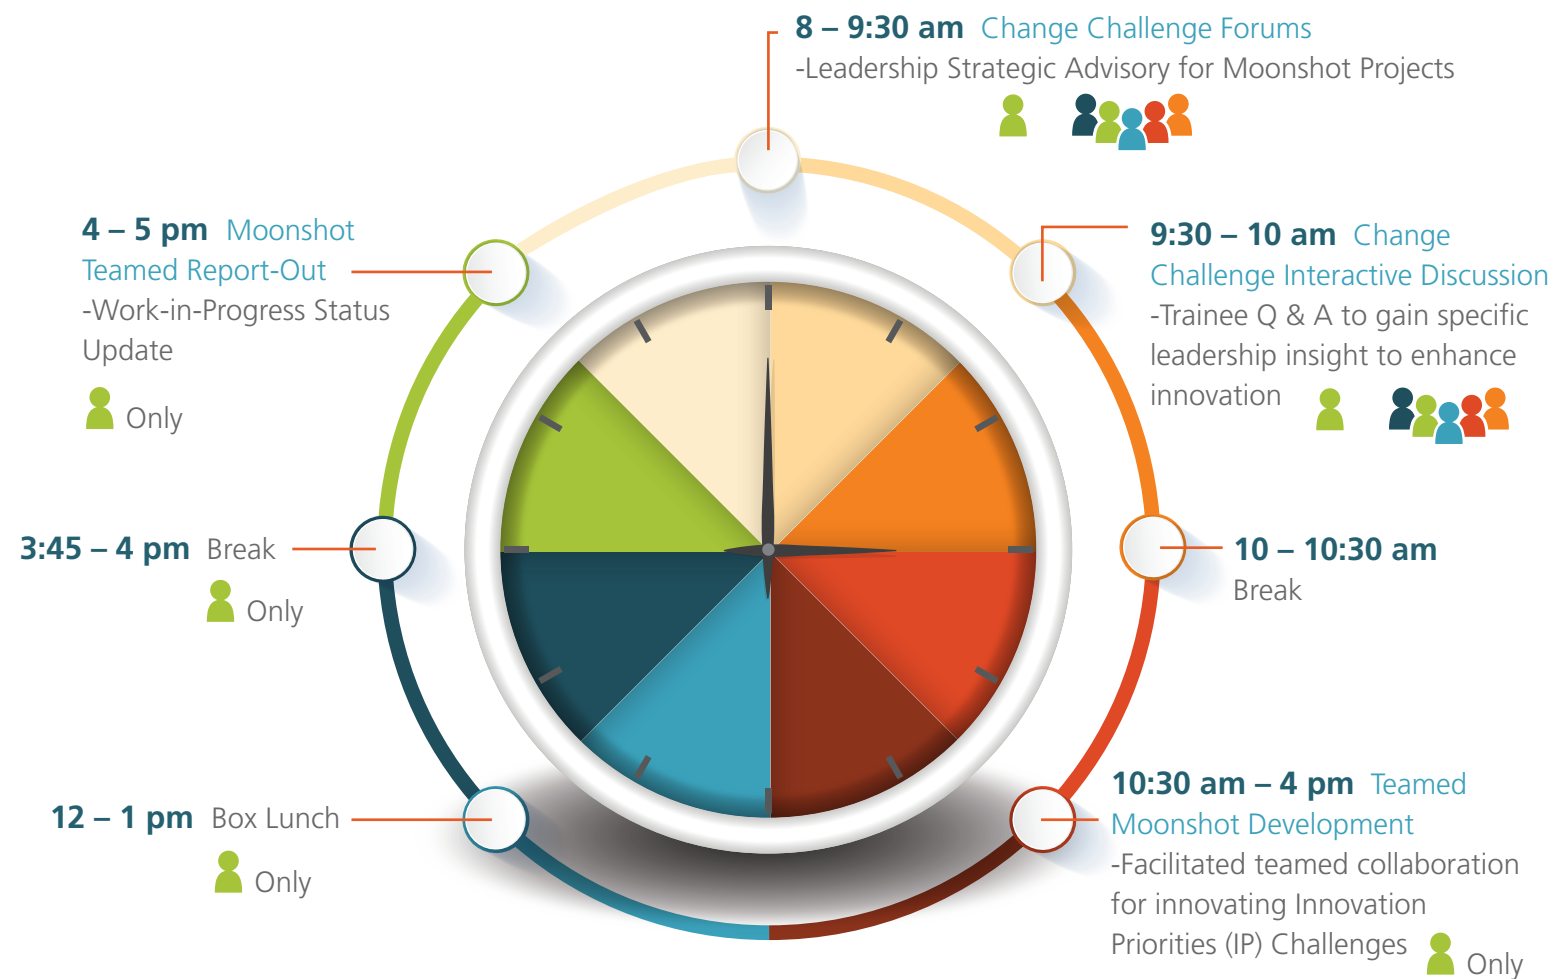 8 – 9:30 am Change Challenge Forums
-Leadership Strategic Advisory for Moonshot Projects
9:30 – 10 am Change
Challenge Interactive Discussion
-Trainee Q & A to gain specific
leadership insight to enhance
innovation
10 – 10:30 am
Break
10:30 am – 4 pm Teamed
Moonshot Development
-Facilitated teamed collaboration
for innovating Innovation
Priorities (IP) Challenges
Only
12 – 1 pm Box Lunch
Only
3:45 – 4 pm Break
Only
4 – 5 pm Moonshot
Teamed Report-Out
-Work-in-Progress Status
Update
Only